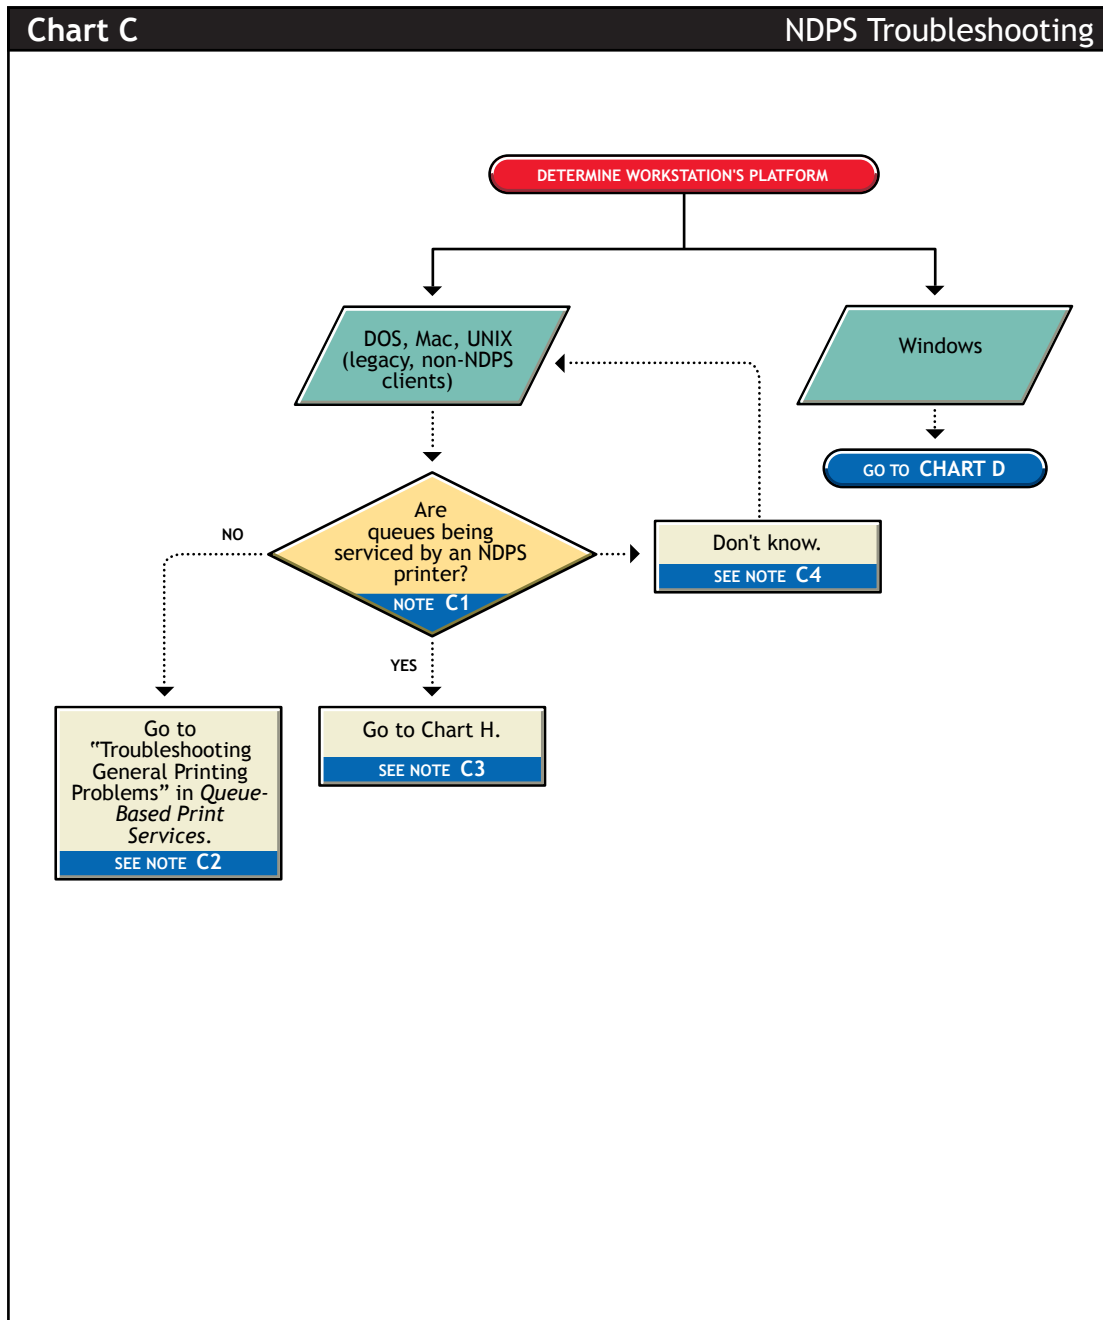 Chart C
NDPS Troubleshooting
DETERMINE WORKSTATION'S PLATFORM
DOS, Mac, UNIX
(legacy, non-NDPS
clients)
Windows
GO TO CHART D
Are
queues being
serviced by an NDPS
printer?
NOTE C1
NO
Don't know.
SEE NOTE C4
YES
Go to
“Troubleshooting
General Printing
Problems” in Queue-
Based Print
Services.
SEE NOTE C2
Go to Chart H.
SEE NOTE C3